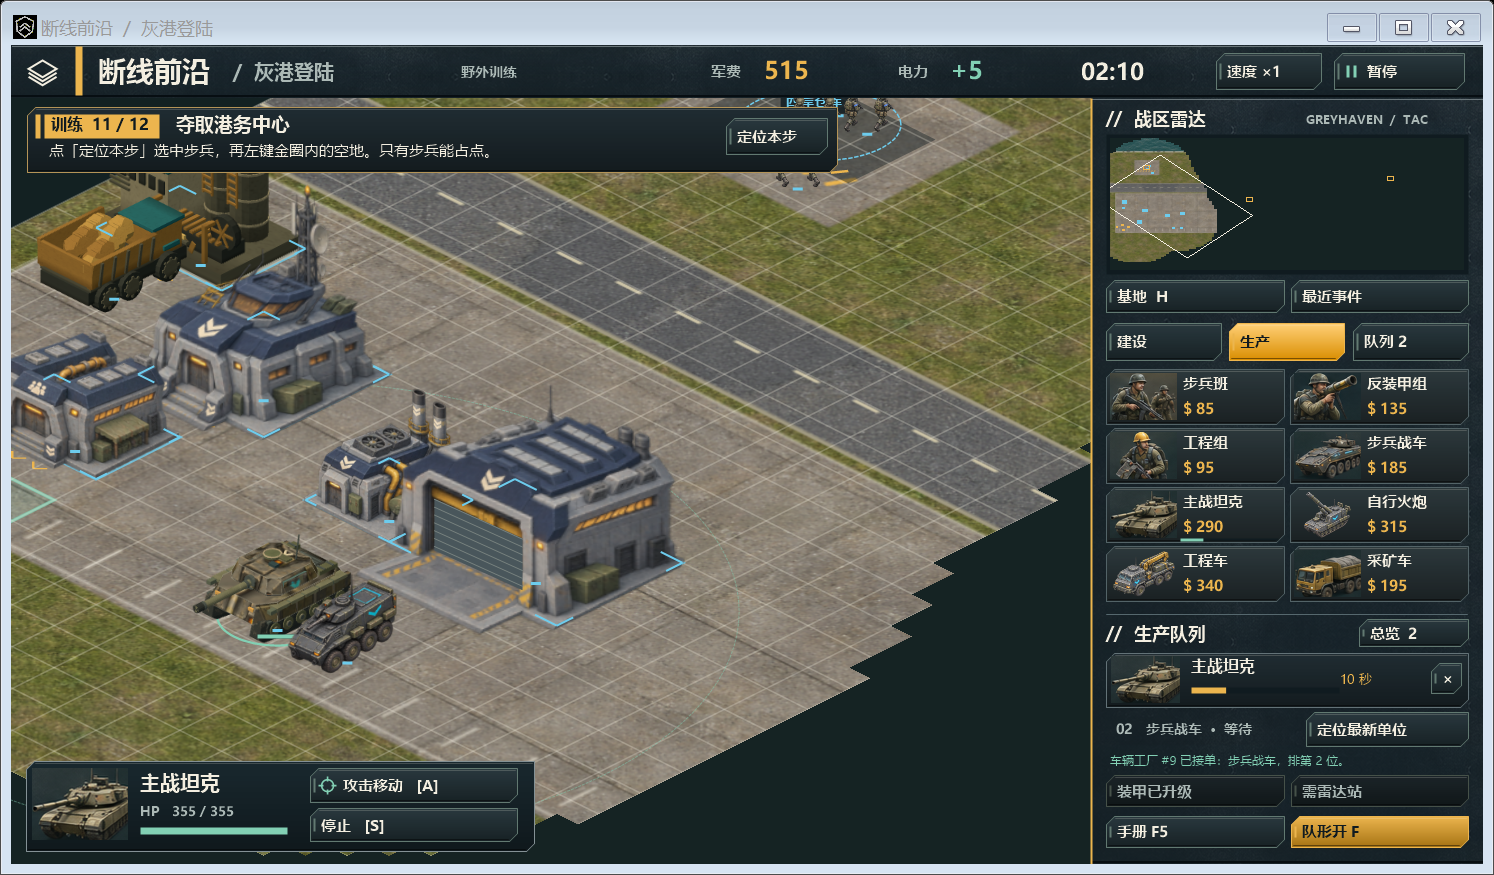 断线前沿 / 灰港登陆
断线前沿 / 灰港登陆
野外训练
军费 515
电力 +5
02:10
速度 ×1
暂停
训练 11 / 12 夺取港务中心
点「定位本步」选中步兵，再左键金圈内的空地。只有步兵能占点。
定位本步
// 战区雷达
GREYHAVEN / TAC
基地 H
最近事件
建设
生产
队列 2
步兵班
$ 85
反装甲组
$ 135
工程组
$ 95
步兵战车
$ 185
主战坦克
$ 290
自行火炮
$ 315
工程车
$ 340
采矿车
$ 195
// 生产队列
总览 2
主战坦克
10 秒
×
02 步兵战车 • 等待
定位最新单位
车辆工厂 #9 已接单：步兵战车，排第 2 位。
装甲已升级
需雷达站
手册 F5
队形开 F
主战坦克
HP 355 / 355
攻击移动 [A]
停止 [S]